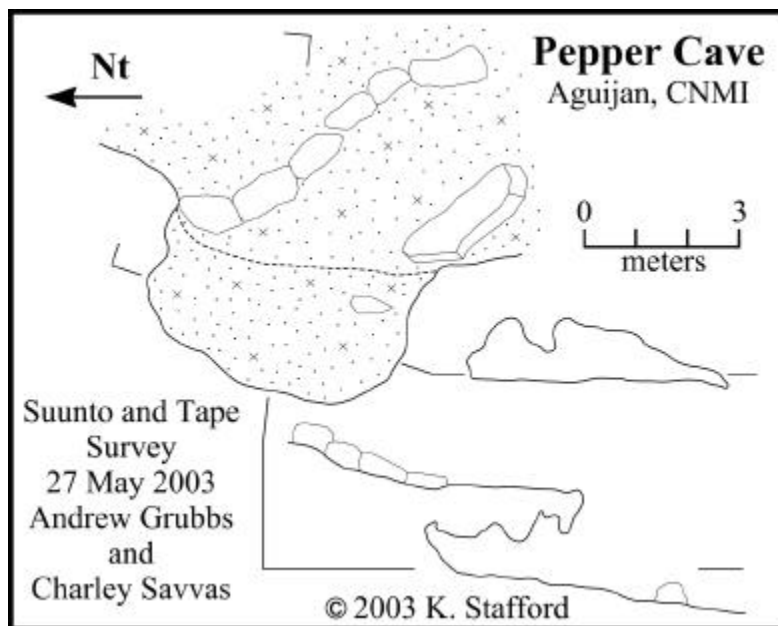 Pepper Cave
Aguijan, CNMI
Nt
0 3
meters
Suunto and Tape
Survey
27 May 2003
Andrew Grubbs
and
Charley Savvas
© 2003 K. Stafford